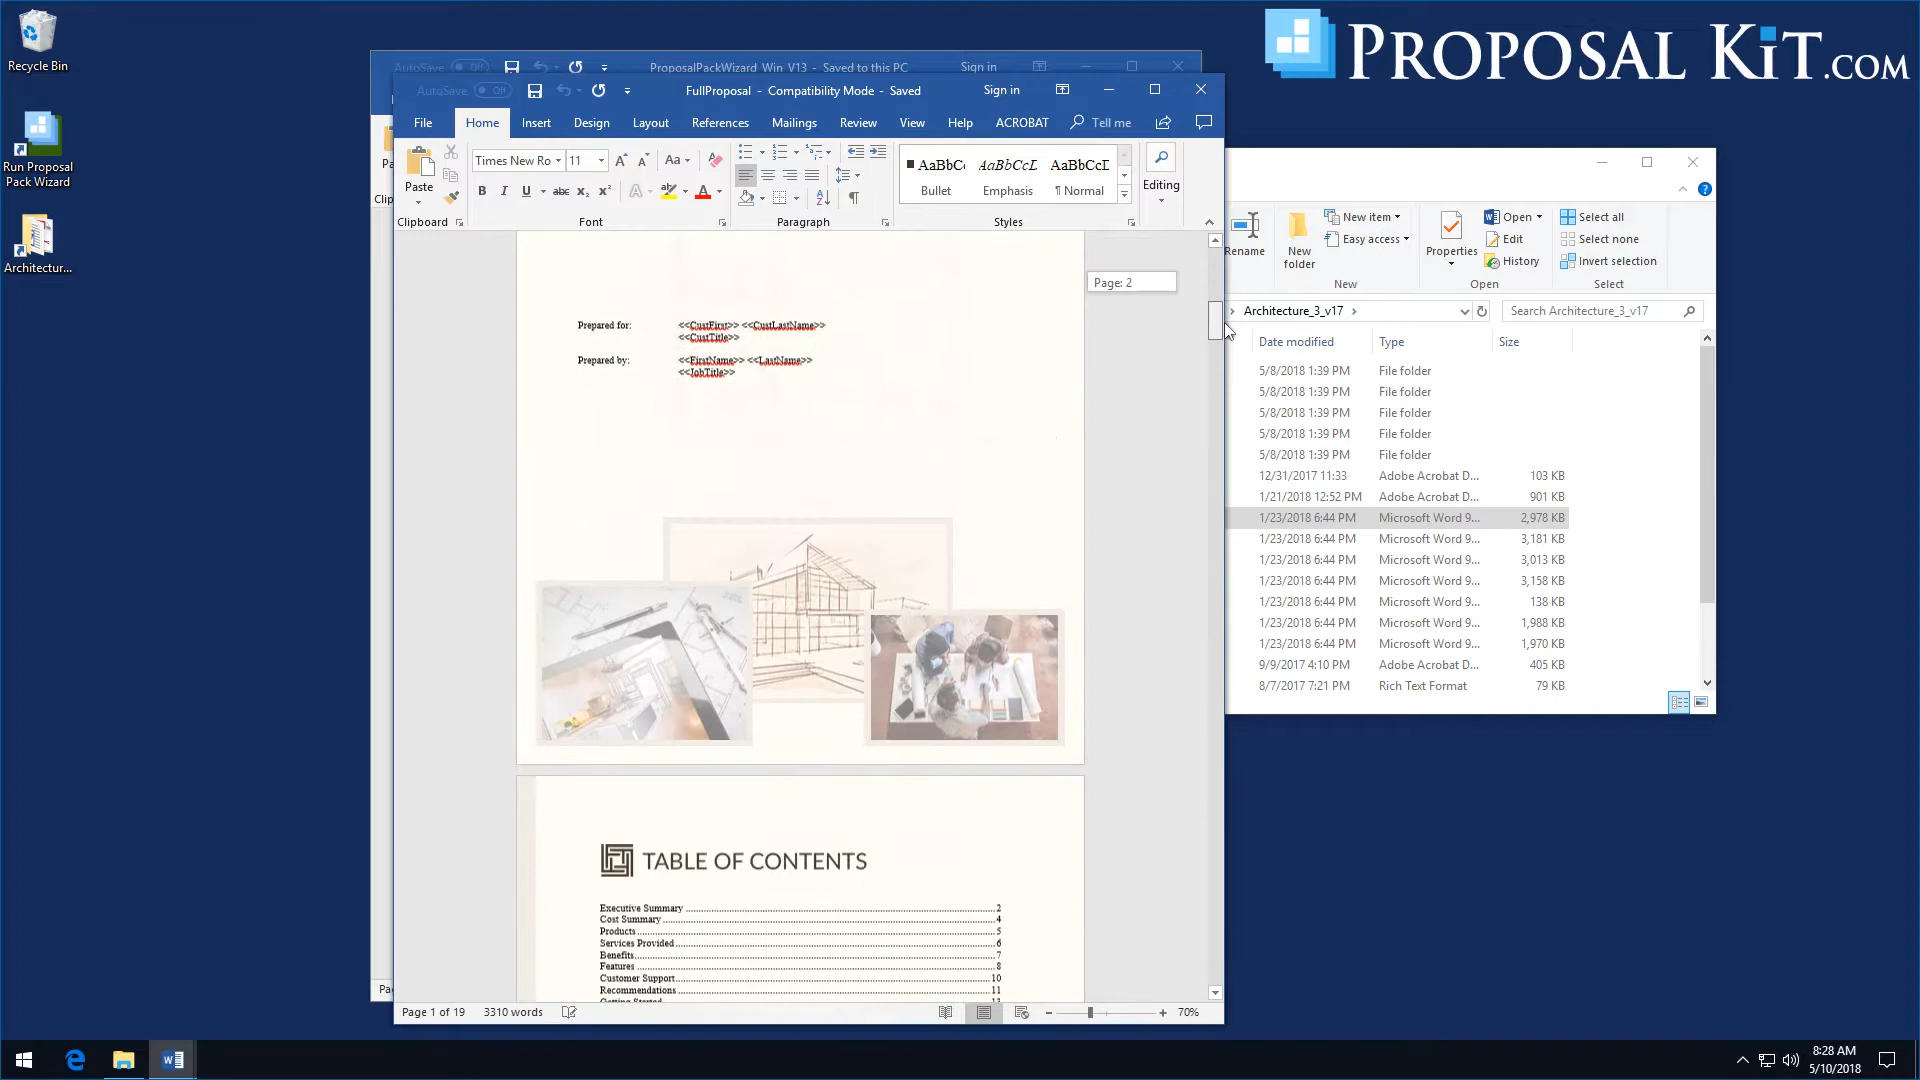 Recycle Bin
Run Proposal
Pack Wizard
Architectur...
PROPOSAL KIT.COM
AutoSave Off ProposalPackWizard_Win_V13 - Saved to this PC Sign in
AutoSave Off FullProposal - Compatibility Mode - Saved Sign in
File Home Insert Design Layout References Mailings Review View Help ACROBAT Tell me
Times New Ro 11 Aa
Paste
B I U abc x₂ x² A A
AaBbC AaBbCcL AaBbCcD
Bullet Emphasis ¶ Normal
Editing
Clipboard Font Paragraph Styles
Clip
Page: 2
Prepared for: <<CustFirst>> <<CustLastName>>
<<CustTitle>>
Prepared by: <<FirstName>> <<LastName>>
<<JobTitle>>
TABLE OF CONTENTS
Executive Summary 2
Cost Summary 4
Products 5
Services Provided 6
Benefits 7
Features 8
Customer Support 10
Recommendations 11
Page 1 of 19 3310 words 70%
Rename
New
folder
New item
Easy access
New
Properties
Open
Edit
History
Open
Select all
Select none
Invert selection
Select
Architecture_3_v17 Search Architecture_3_v17
Date modified Type Size
5/8/2018 1:39 PM File folder
5/8/2018 1:39 PM File folder
5/8/2018 1:39 PM File folder
5/8/2018 1:39 PM File folder
5/8/2018 1:39 PM File folder
12/31/2017 11:33 Adobe Acrobat D... 103 KB
1/21/2018 12:52 PM Adobe Acrobat D... 901 KB
1/23/2018 6:44 PM Microsoft Word 9... 2,978 KB
1/23/2018 6:44 PM Microsoft Word 9... 3,181 KB
1/23/2018 6:44 PM Microsoft Word 9... 3,013 KB
1/23/2018 6:44 PM Microsoft Word 9... 3,158 KB
1/23/2018 6:44 PM Microsoft Word 9... 138 KB
1/23/2018 6:44 PM Microsoft Word 9... 1,988 KB
1/23/2018 6:44 PM Microsoft Word 9... 1,970 KB
9/9/2017 4:10 PM Adobe Acrobat D... 405 KB
8/7/2017 7:21 PM Rich Text Format 79 KB
8:28 AM
5/10/2018